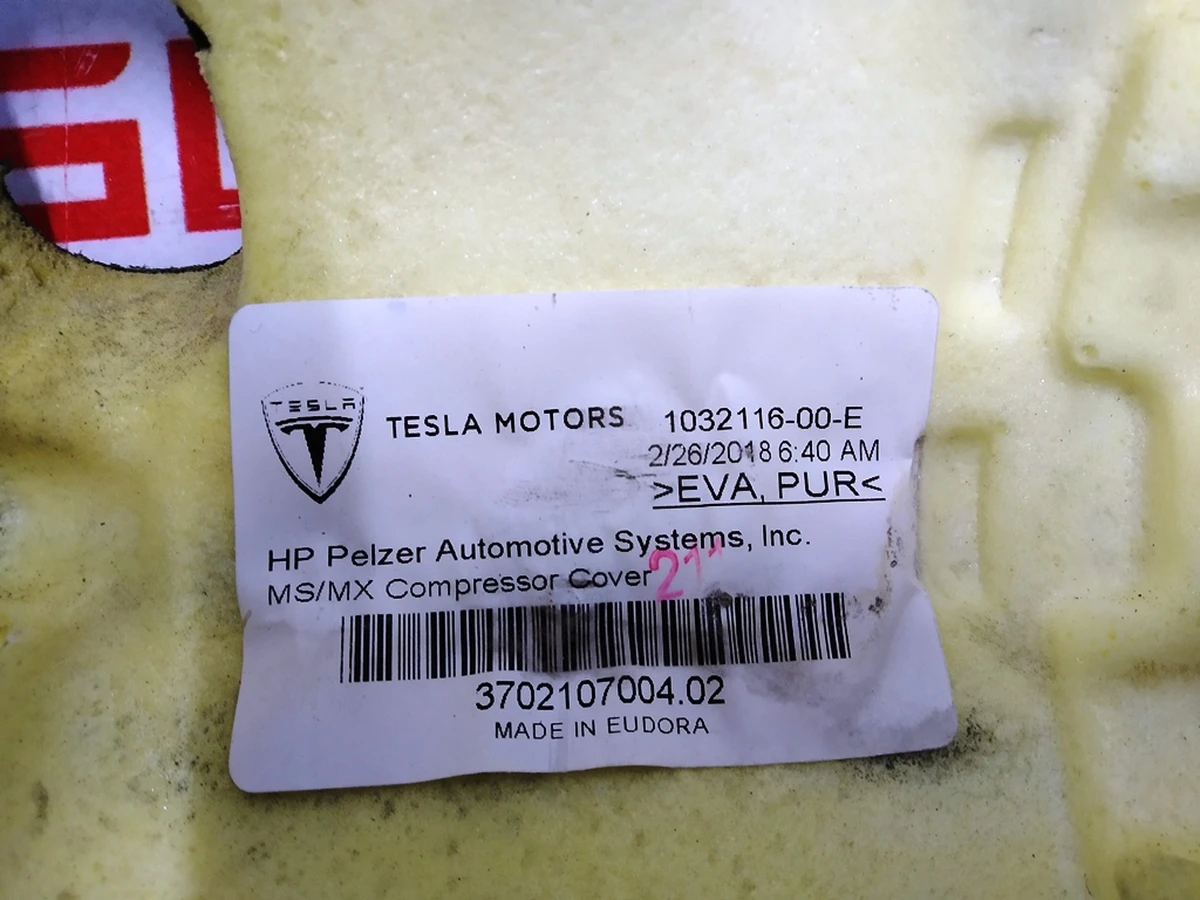 TESLA
TESLA MOTORS
1032116-00-E
2/26/2018 6:40 AM
>EVA, PUR<
HP Pelzer Automotive Systems, Inc.
MS/MX Compressor Cover
21"
3702107004.02
MADE IN EUDORA